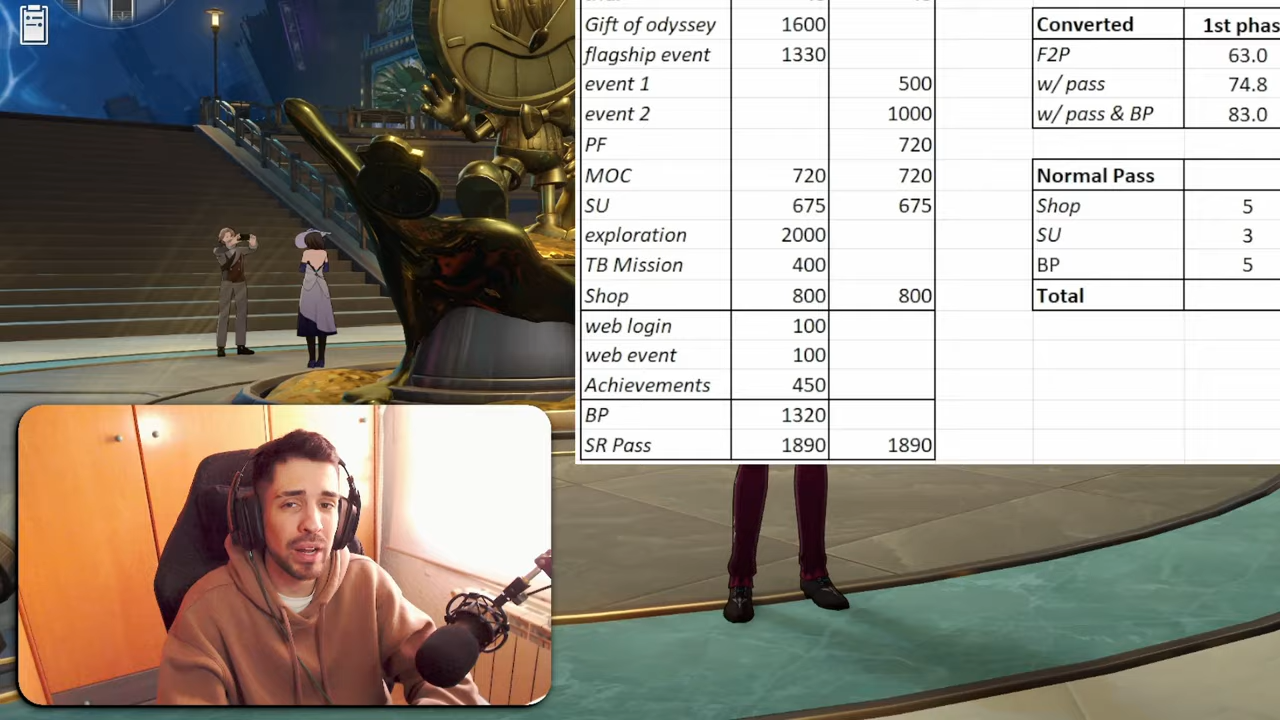 Gift of odyssey 1600
flagship event 1330
event 1 500
event 2 1000
PF 720
MOC 720 720
SU 675 675
exploration 2000
TB Mission 400
Shop 800 800
web login 100
web event 100
Achievements 450
BP 1320
SR Pass 1890 1890
Converted 1st phas
F2P 63.0
w/ pass 74.8
w/ pass & BP 83.0
Normal Pass
Shop 5
SU 3
BP 5
Total